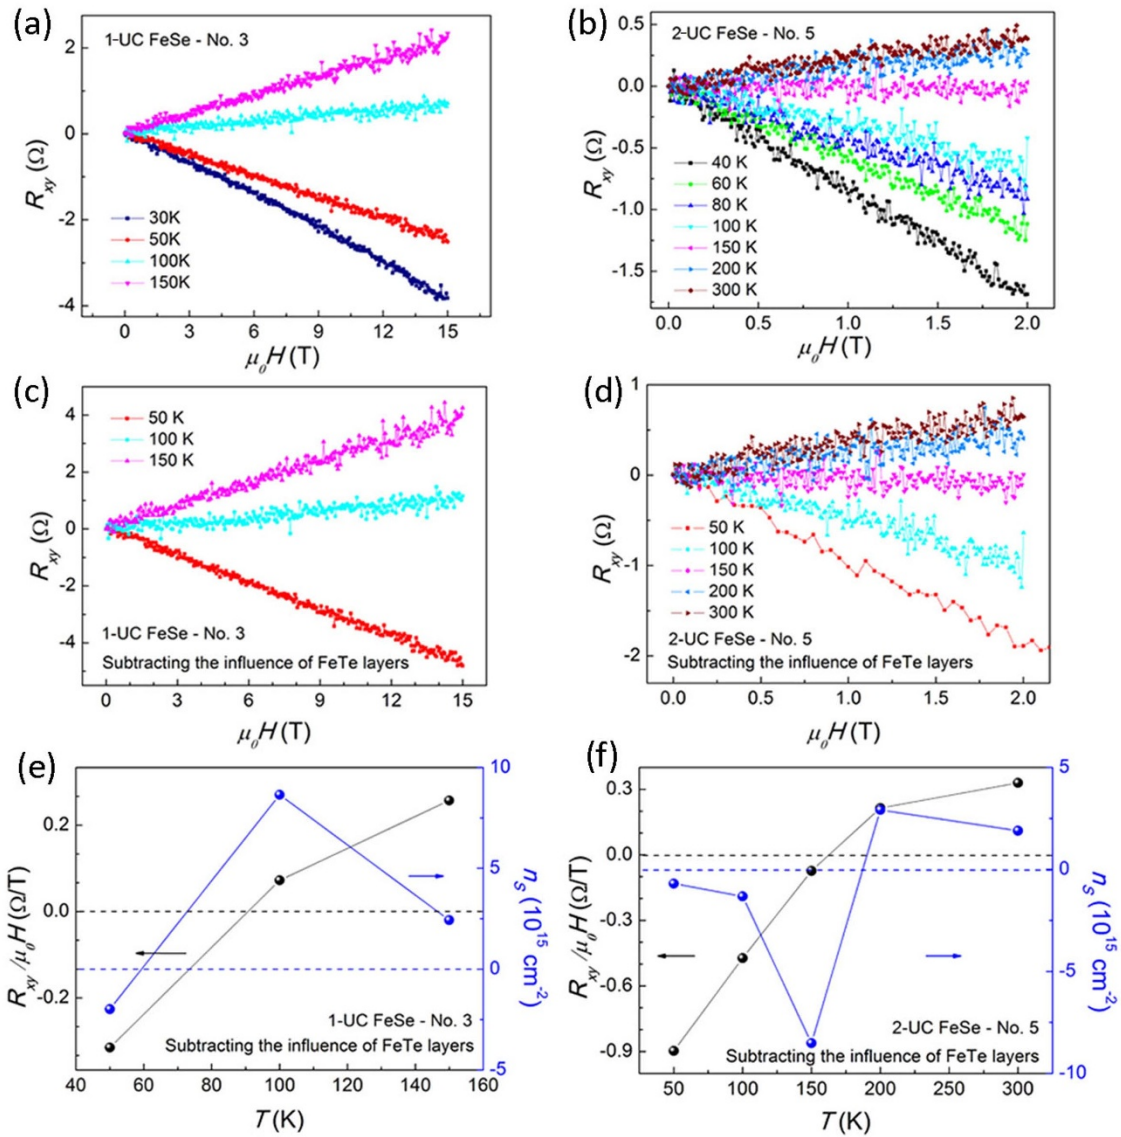 (a)
1-UC FeSe - No. 3
2
0
-2
-4
R_xy (Ω)
30K
50K
100K
150K
0 3 6 9 12 15
μ₀H (T)
(b)
2-UC FeSe - No. 5
0.5
0.0
-0.5
-1.0
-1.5
R_xy (Ω)
40 K
60 K
80 K
100 K
150 K
200 K
300 K
0.0 0.5 1.0 1.5 2.0
μ₀H (T)
(c)
4
2
0
-2
-4
R_xy (Ω)
50 K
100 K
150 K
1-UC FeSe - No. 3
Subtracting the influence of FeTe layers
0 3 6 9 12 15
μ₀H (T)
(d)
1
0
-1
-2
R_xy (Ω)
50 K
100 K
150 K
200 K
300 K
2-UC FeSe - No. 5
Subtracting the influence of FeTe layers
0.0 0.5 1.0 1.5 2.0
μ₀H (T)
(e)
0.2
0.0
-0.2
R_xy/μ₀H (Ω/T)
10
5
0
-5
n_S (10¹⁵ cm⁻²)
1-UC FeSe - No. 3
Subtracting the influence of FeTe layers
40 60 80 100 120 140 160
T (K)
(f)
0.3
0.0
-0.3
-0.6
-0.9
R_xy/μ₀H (Ω/T)
5
0
-5
-10
n_S (10¹⁵ cm⁻²)
2-UC FeSe - No. 5
Subtracting the influence of FeTe layers
50 100 150 200 250 300
T (K)